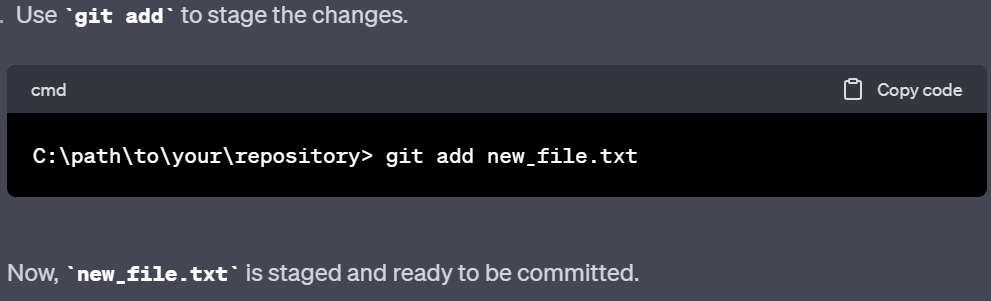 . Use `git add` to stage the changes.
cmd Copy code
C:\path\to\your\repository> git add new_file.txt
Now, `new_file.txt` is staged and ready to be committed.